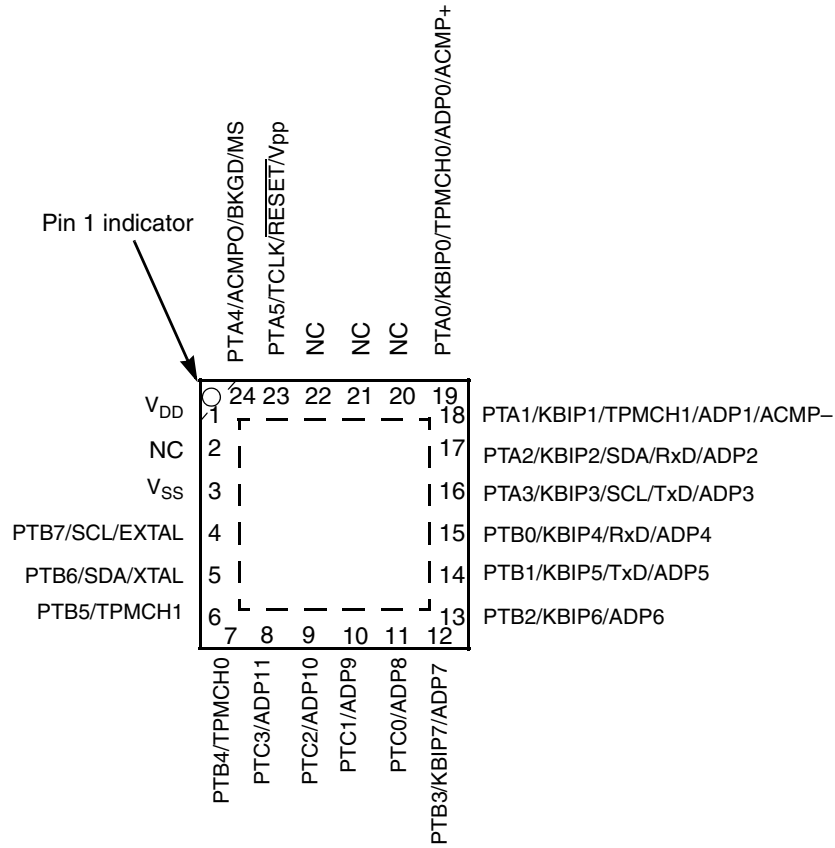 Pin 1 indicator
PTA4/ACMPO/BKGD/MS
PTA5/TCLK/RESET/Vpp
NC
NC
NC
PTA0/KBIP0/TPMCH0/ADP0/ACMP+
24
23
22
21
20
19
VDD
1
18
PTA1/KBIP1/TPMCH1/ADP1/ACMP–
NC
2
17
PTA2/KBIP2/SDA/RxD/ADP2
VSS
3
16
PTA3/KBIP3/SCL/TxD/ADP3
PTB7/SCL/EXTAL
4
15
PTB0/KBIP4/RxD/ADP4
PTB6/SDA/XTAL
5
14
PTB1/KBIP5/TxD/ADP5
PTB5/TPMCH1
6
13
PTB2/KBIP6/ADP6
7
8
9
10
11
12
PTB4/TPMCH0
PTC3/ADP11
PTC2/ADP10
PTC1/ADP9
PTC0/ADP8
PTB3/KBIP7/ADP7